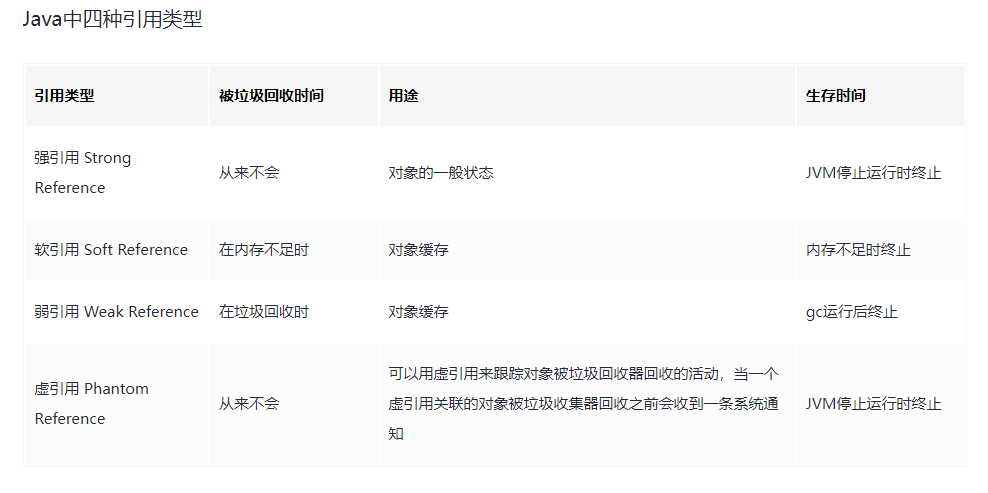 Java中四种引用类型
引用类型 被垃圾回收时间 用途 生存时间
强引用 Strong
Reference
从来不会 对象的一般状态 JVM停止运行时终止
软引用 Soft Reference 在内存不足时 对象缓存 内存不足时终止
弱引用 Weak Reference 在垃圾回收时 对象缓存 gc运行后终止
虚引用 Phantom
Reference
从来不会
可以用虚引用来跟踪对象被垃圾回收器回收的活动，当一个
虚引用关联的对象被垃圾收集器回收之前会收到一条系统通
知
JVM停止运行时终止